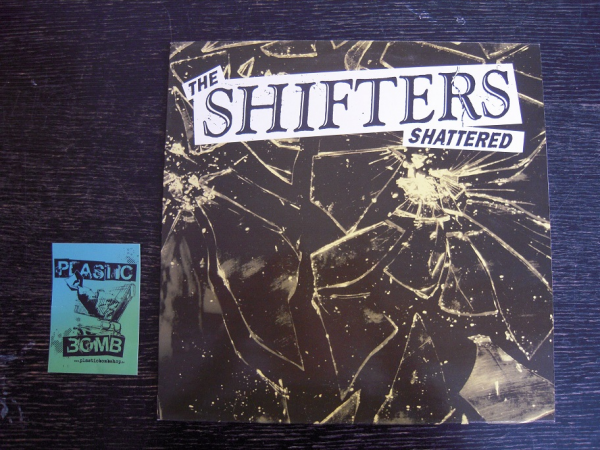 THE
SHIFTERS
SHATTERED
PLASTIC
BOMB